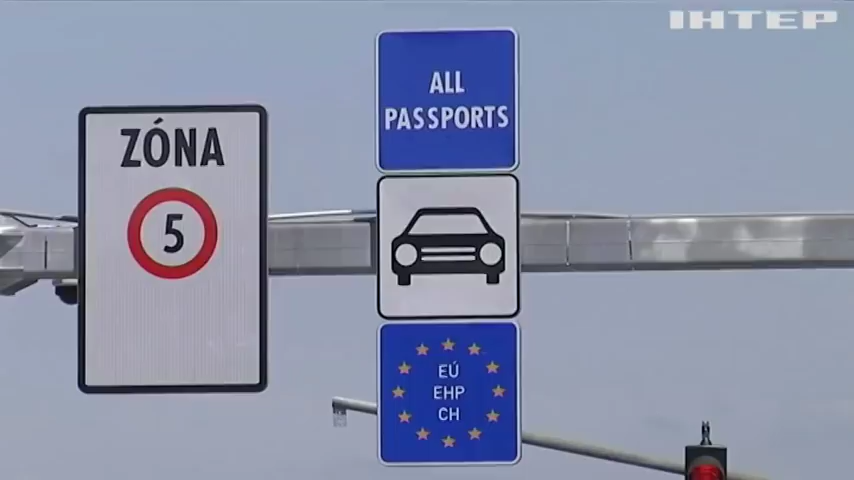 ІНТЕР
ZÓNA
5
ALL
PASSPORTS
EÚ
EHP
CH